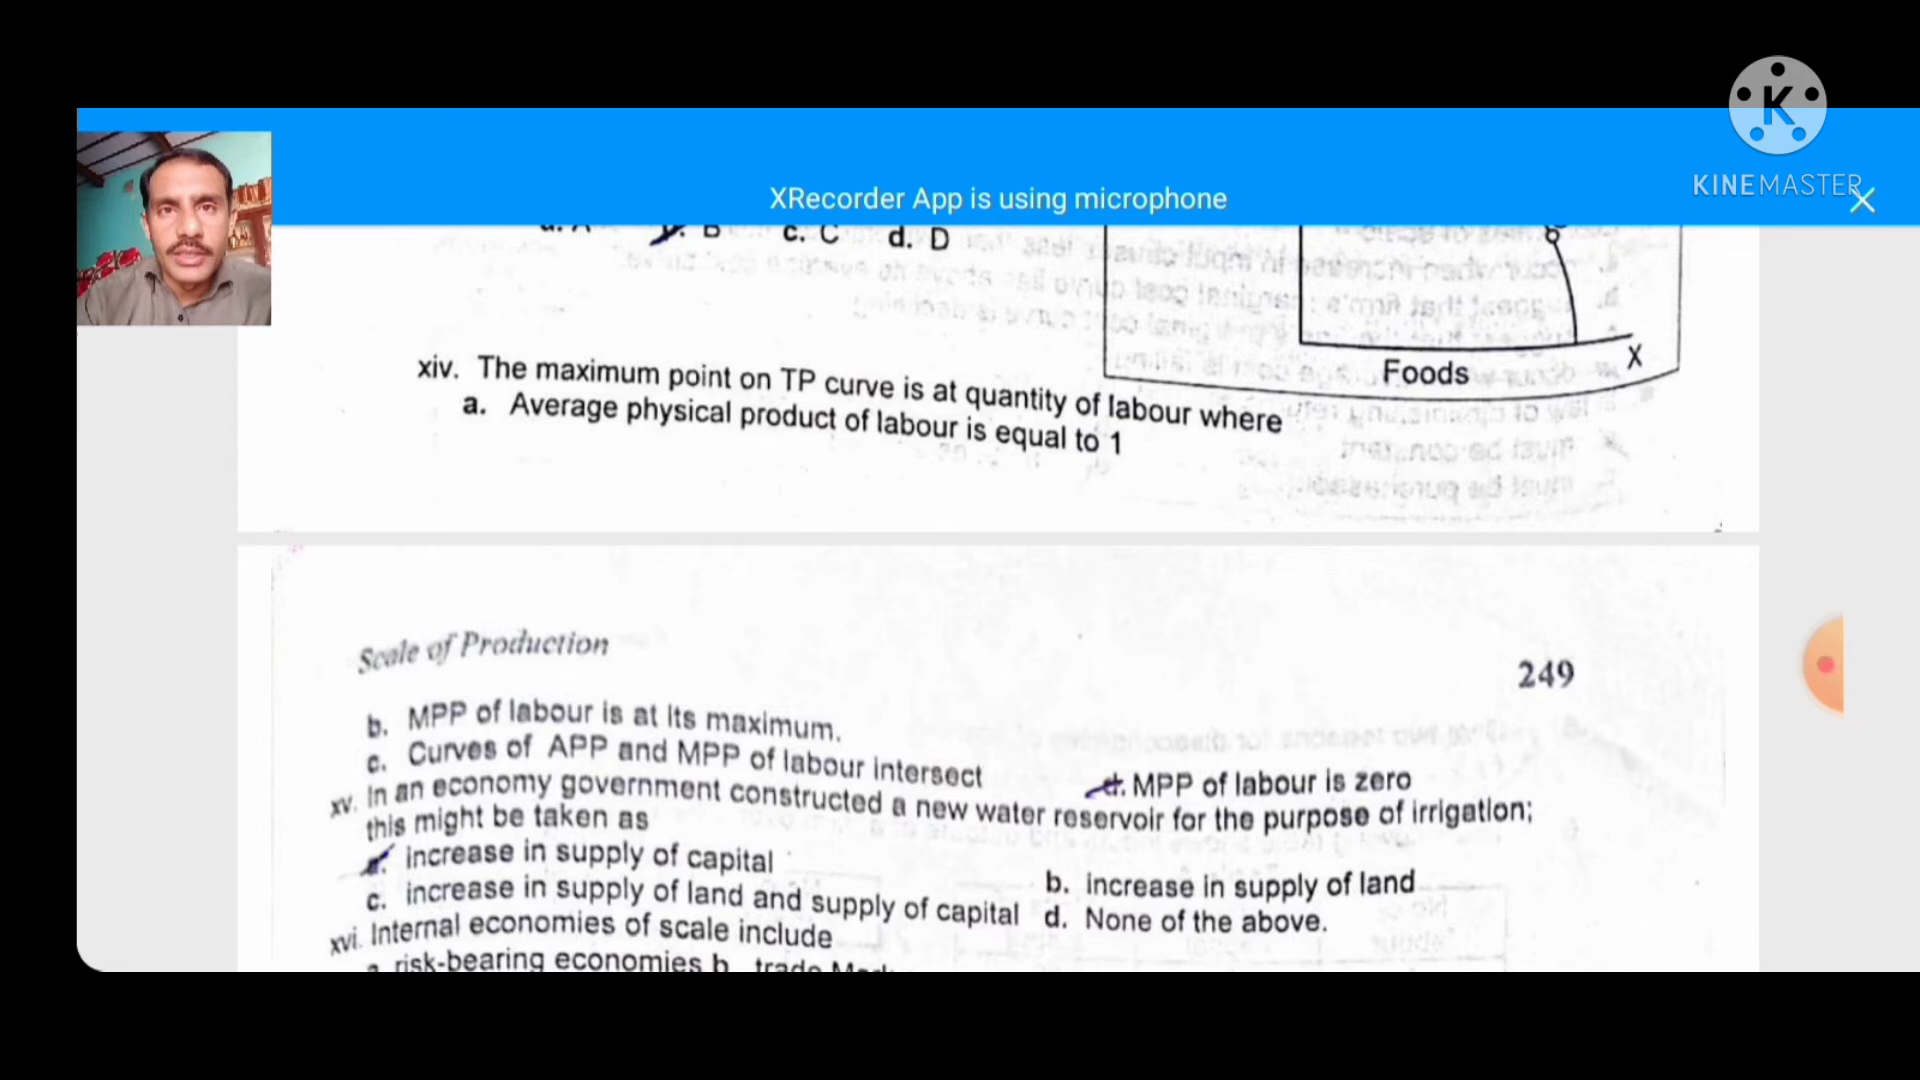 KINEMASTER
XRecorder App is using microphone
B c. C d. D
Foods
X
xiv. The maximum point on TP curve is at quantity of labour where
a. Average physical product of labour is equal to 1
Scale of Production
249
b. MPP of labour is at its maximum.
c. Curves of APP and MPP of labour intersect
d. MPP of labour is zero
xv. In an economy government constructed a new water reservoir for the purpose of irrigation;
this might be taken as
a. increase in supply of capital
b. increase in supply of land
c. increase in supply of land and supply of capital
d. None of the above.
xvi. Internal economies of scale include
a. risk-bearing economies b. trade